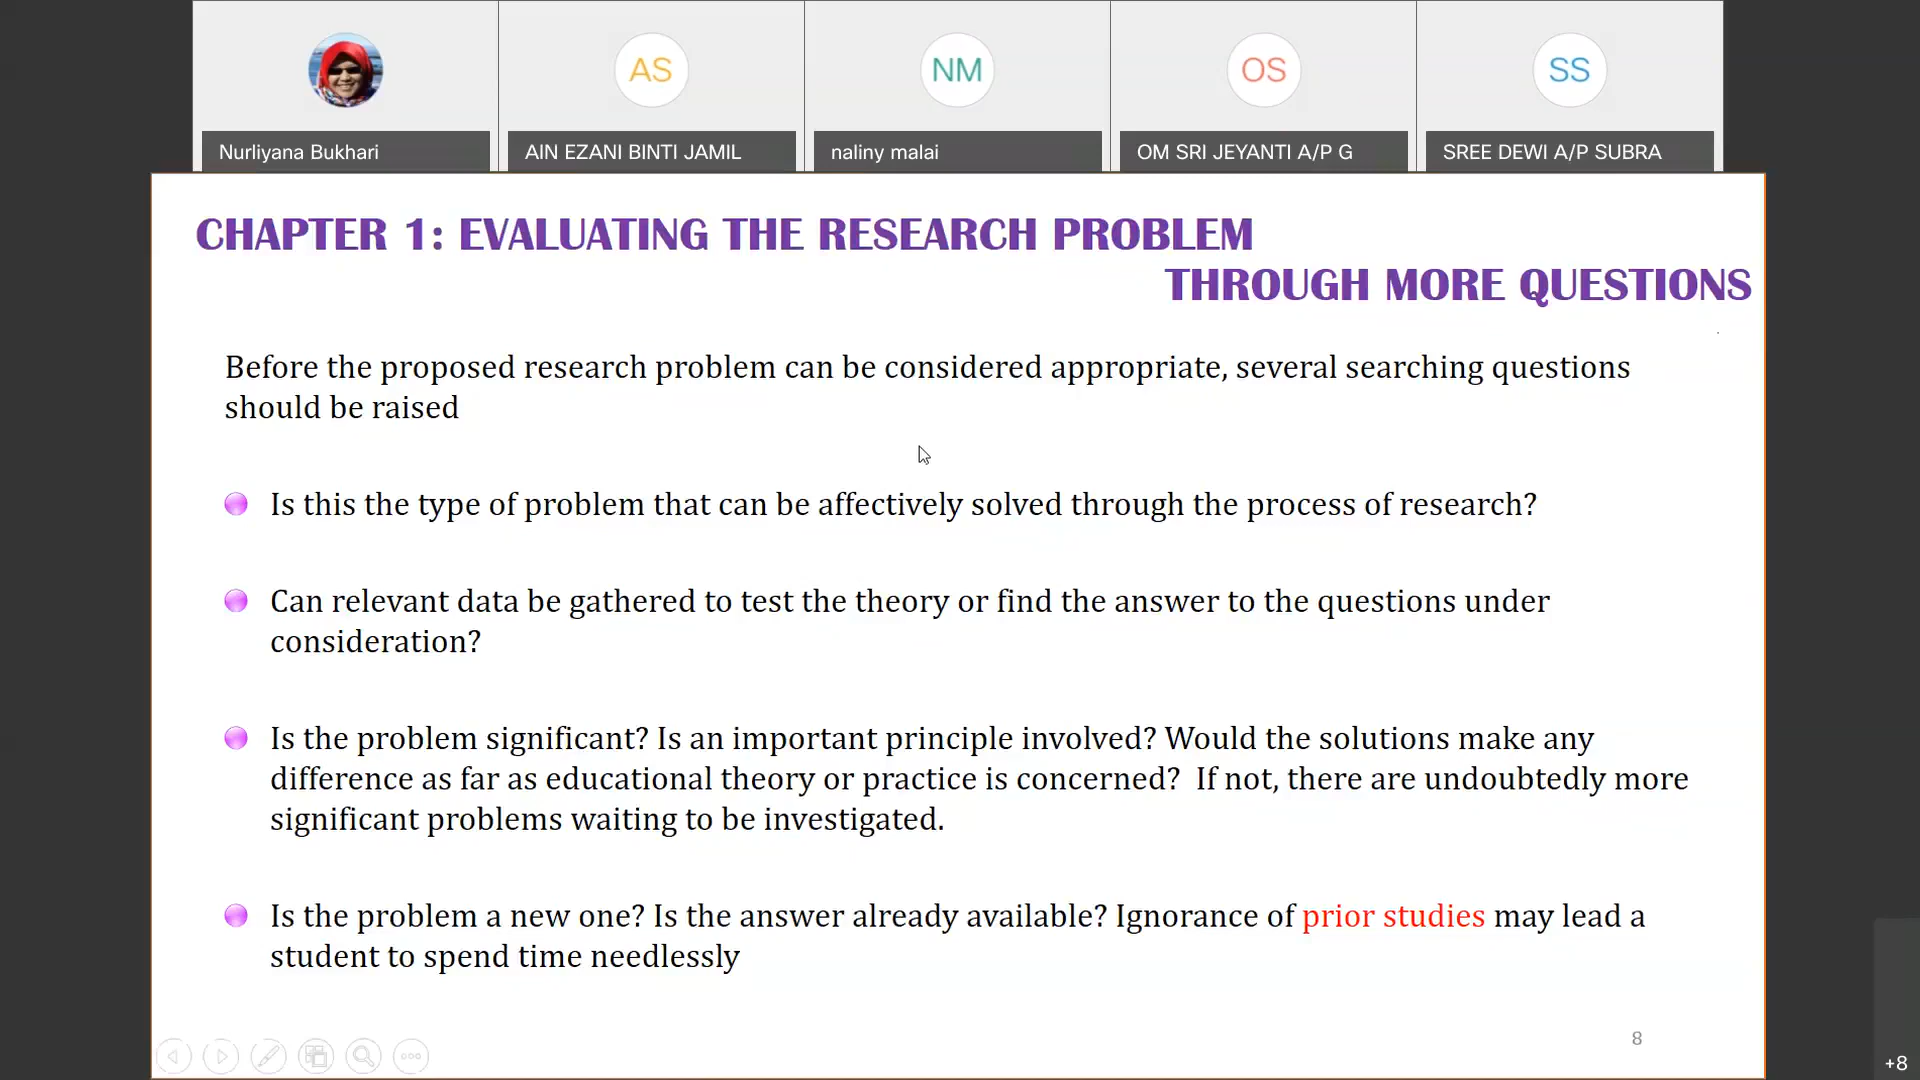 AS
NM
OS
SS
Nurliyana Bukhari
AIN EZANI BINTI JAMIL
naliny malai
OM SRI JEYANTI A/P G
SREE DEWI A/P SUBRA
CHAPTER 1: EVALUATING THE RESEARCH PROBLEM
THROUGH MORE QUESTIONS
Before the proposed research problem can be considered appropriate, several searching questions
should be raised
Is this the type of problem that can be affectively solved through the process of research?
Can relevant data be gathered to test the theory or find the answer to the questions under
consideration?
Is the problem significant? Is an important principle involved? Would the solutions make any
difference as far as educational theory or practice is concerned?  If not, there are undoubtedly more
significant problems waiting to be investigated.
Is the problem a new one? Is the answer already available? Ignorance of prior studies may lead a
student to spend time needlessly
8
+8